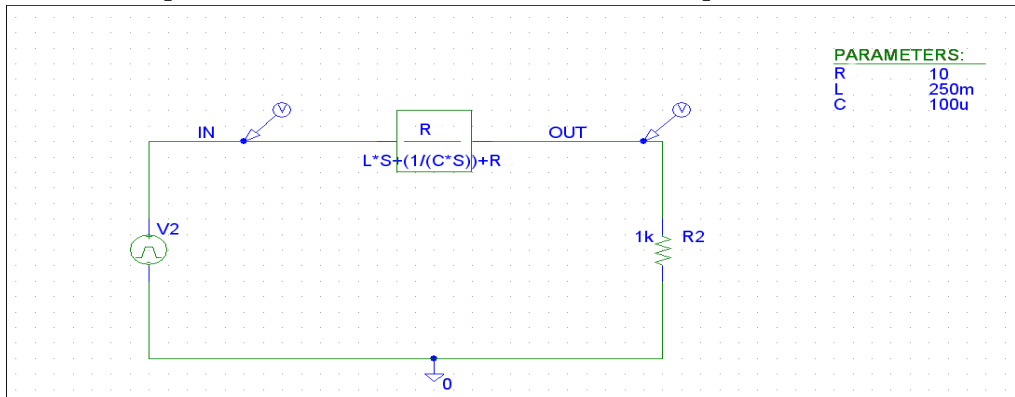 PARAMETERS:
R 10
L 250m
C 100u
V
V
IN
R
OUT
L*S+(1/(C*S))+R
V2
1k R2
0